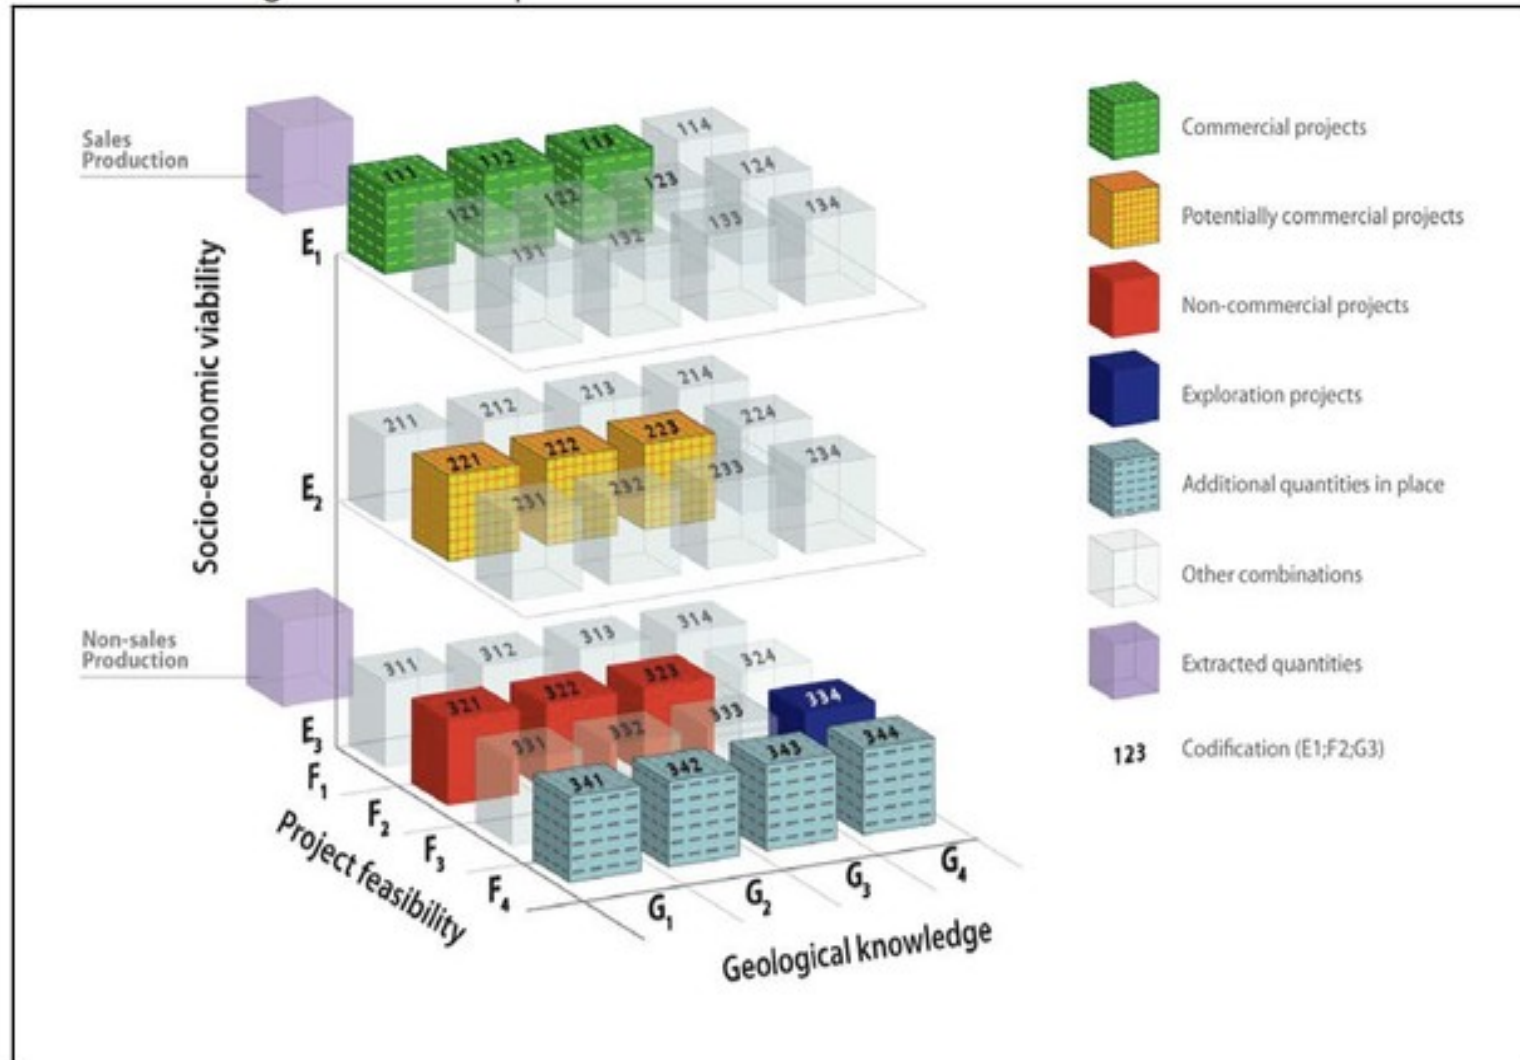 Sales
Production
E1
Socio-economic viability
E2
Non-sales
Production
E3
F1
F2
F3
F4
Project feasibility
G1
G2
G3
G4
Geological knowledge
111
112
113
114
121
122
123
124
131
132
133
134
211
212
213
214
221
222
223
224
231
232
233
234
311
312
313
314
321
322
323
324
331
332
333
334
341
342
343
344
Commercial projects
Potentially commercial projects
Non-commercial projects
Exploration projects
Additional quantities in place
Other combinations
Extracted quantities
123 Codification (E1;F2;G3)